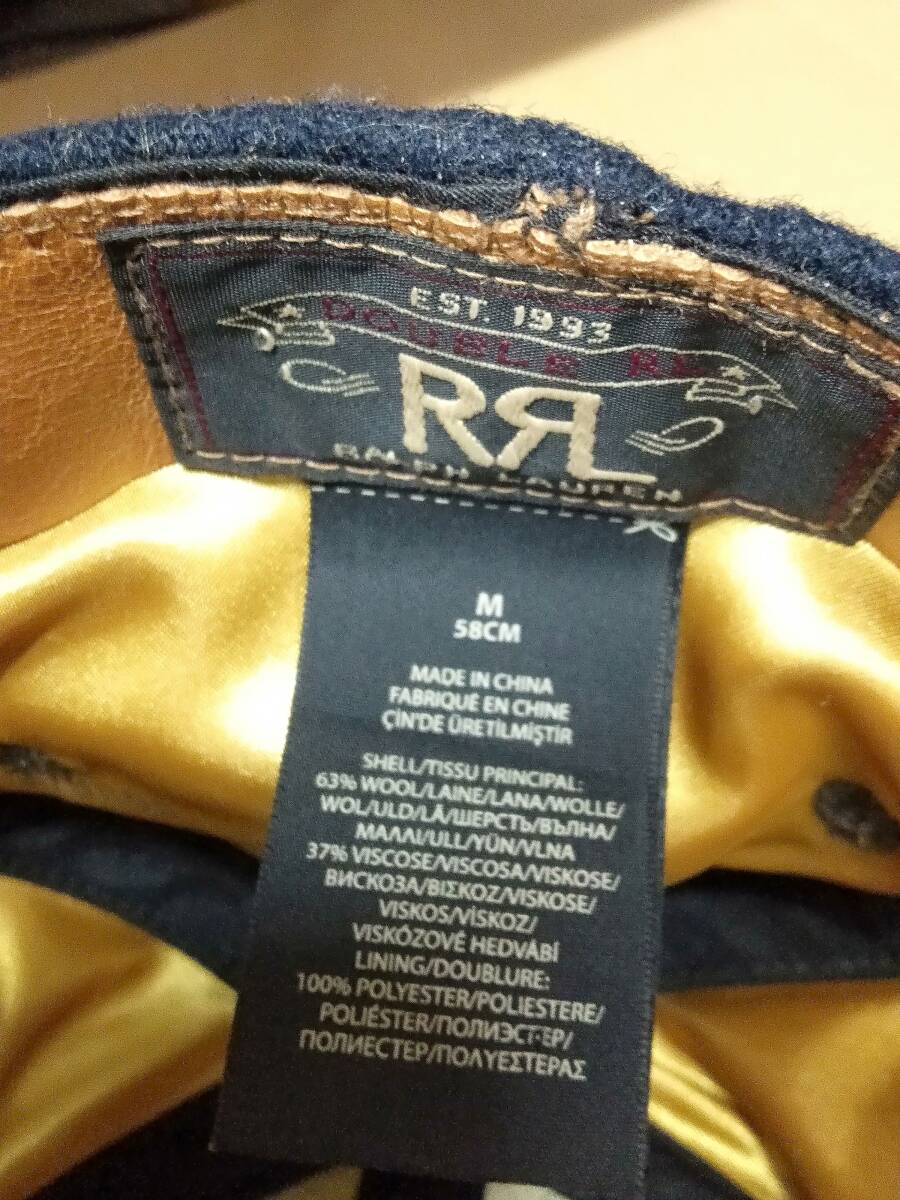 EST. 1993
DOUBLE RL
RRL
RALPH LAUREN
M
58CM
MADE IN CHINA
FABRIQUÉ EN CHINE
ÇİN'DE ÜRETİLMİŞTİR
SHELL/TISSU PRINCIPAL:
63% WOOL/LAINE/LANA/WOLLE/
WOL/ULD/LÅ/ШЕРСТЬ/ВЪЛНА/
ΜΑΛΛΙ/ULL/YÜN/VLNA
37% VISCOSE/VISCOSA/VISKOSE/
ВИСКОЗА/ΒΙΣΚΟΖ/VISKOSE/
VISKOS/VİSKOZ/
VISKÓZOVÉ HEDVÁBÍ
LINING/DOUBLURE:
100% POLYESTER/POLIESTERE/
POLIÉSTER/ПОЛИЭСТЕР/
ПОЛИЕСТЕР/ΠΟΛΥΕΣΤΕΡΑΣ